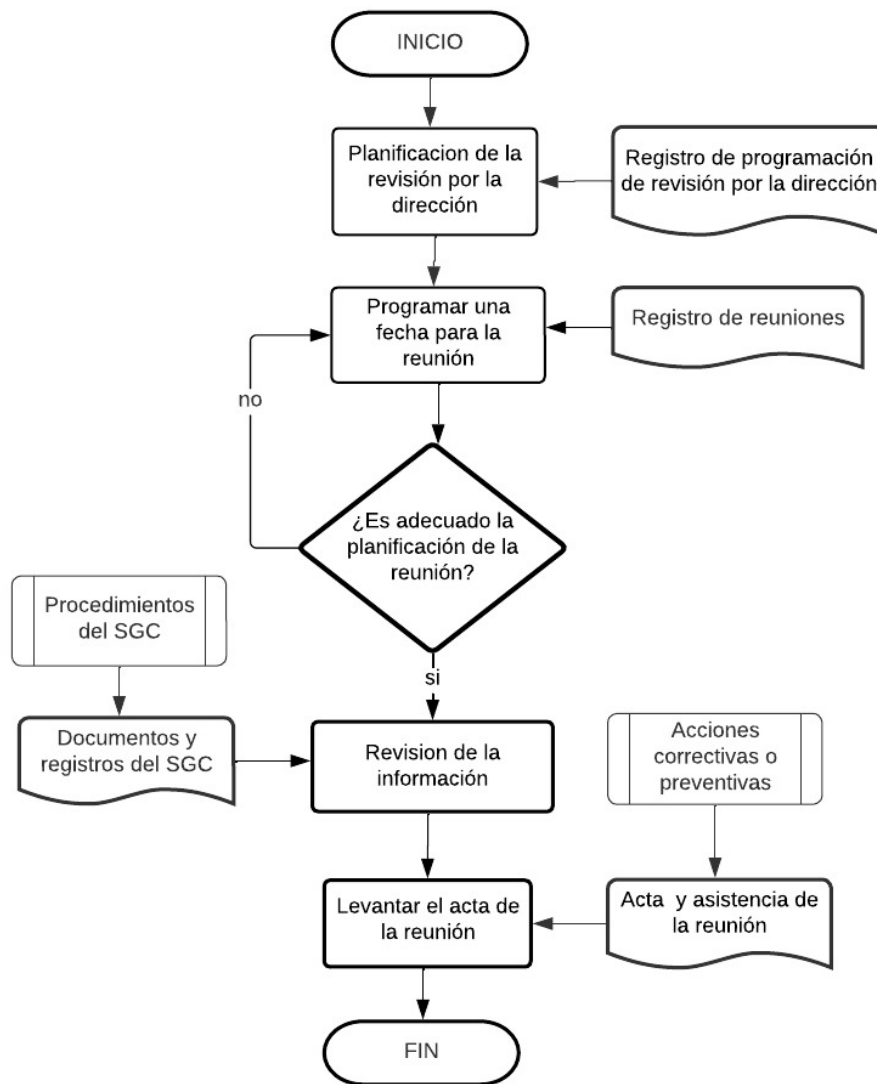 INICIO
Planificacion de la
revisión por la
dirección
Registro de programación
de revisión por la dirección
Programar una
fecha para la
reunión
Registro de reuniones
no
¿Es adecuado la
planificación de la
reunión?
Procedimientos
del SGC
si
Documentos y
registros del SGC
Revision de la
información
Acciones
correctivas o
preventivas
Levantar el acta de
la reunión
Acta y asistencia de
la reunión
FIN